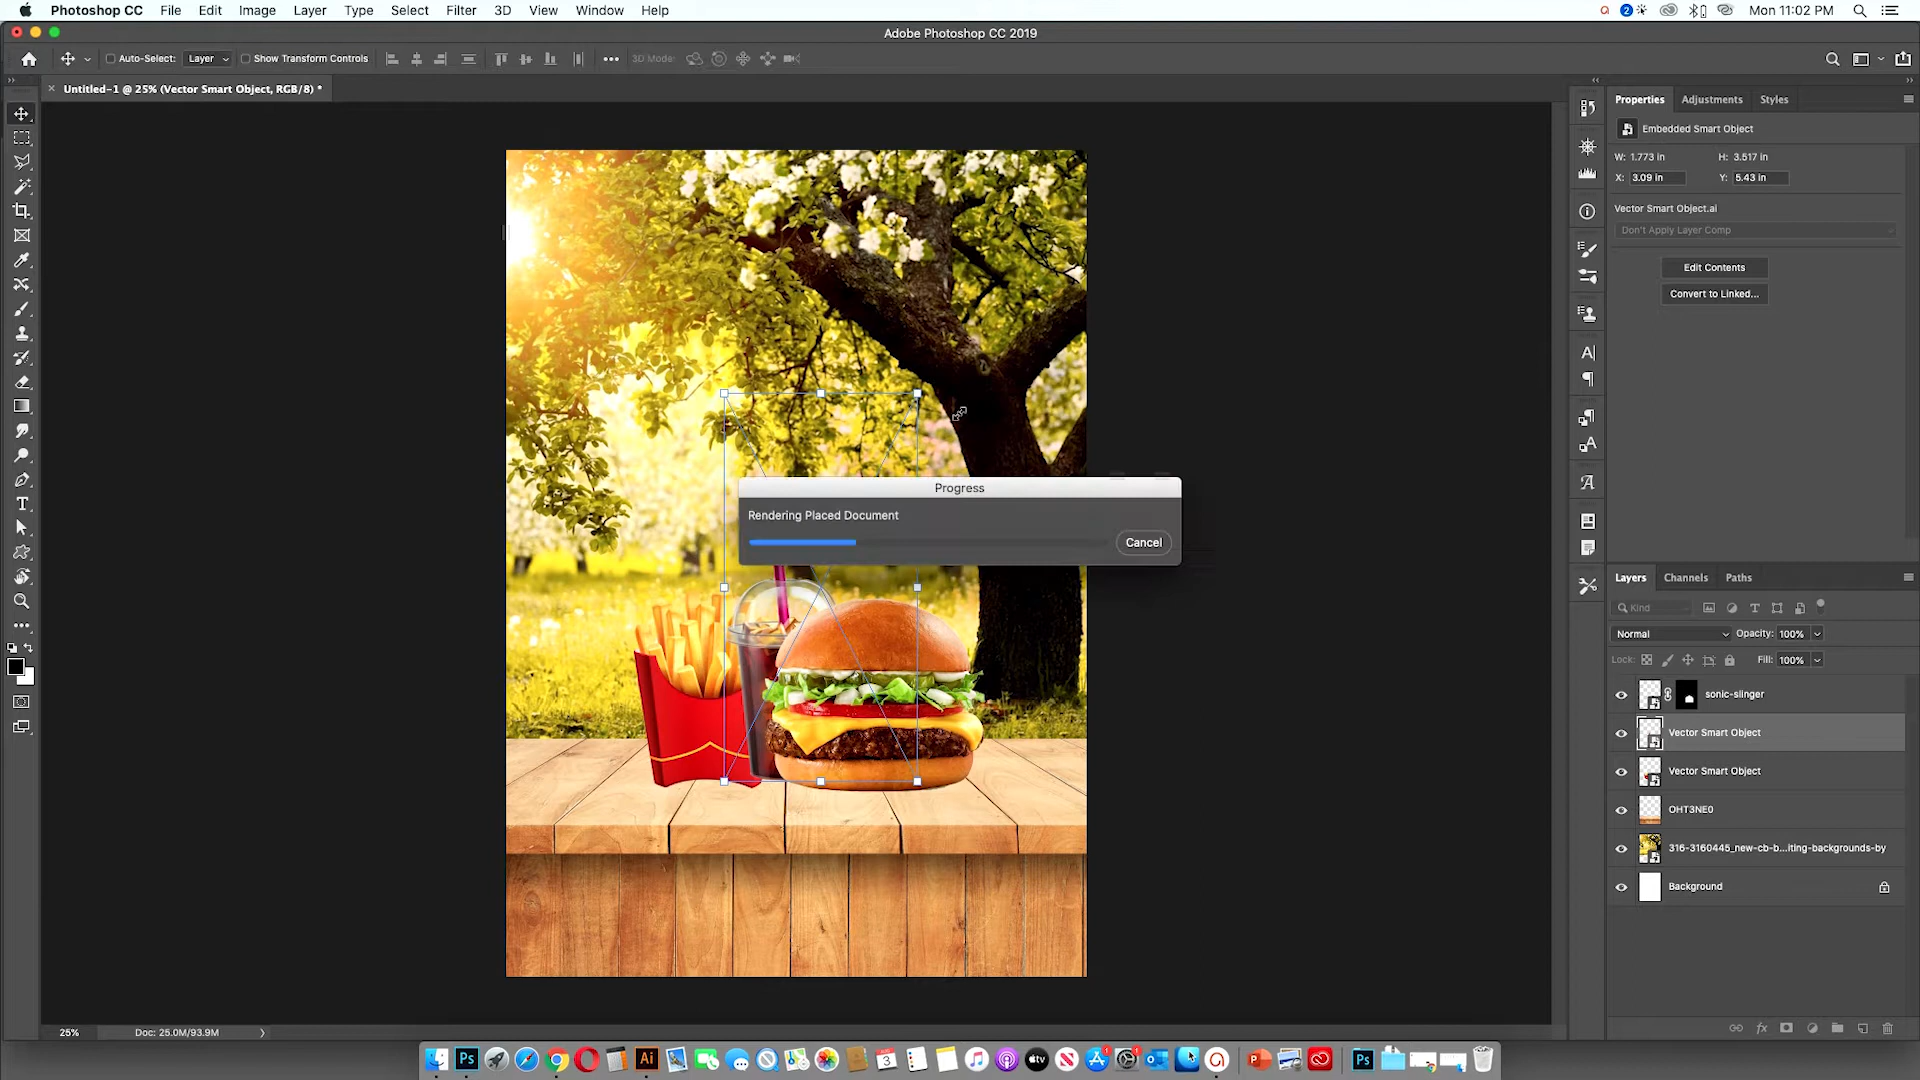 Photoshop CC File Edit Image Layer Type Select Filter 3D View Window Help
2 Mon 11:02 PM
Adobe Photoshop CC 2019
Auto-Select: Layer Show Transform Controls 3D Mode:
Untitled-1 @ 25% (Vector Smart Object, RGB/8) *
Properties Adjustments Styles
Embedded Smart Object
W: 1.773 in H: 3.517 in
X: 3.09 in Y: 5.43 in
Vector Smart Object.ai
Don't Apply Layer Comp
Edit Contents
Convert to Linked...
Progress
Rendering Placed Document
Cancel
Layers Channels Paths
Kind
Normal Opacity: 100%
Lock: Fill: 100%
sonic-slinger
Vector Smart Object
Vector Smart Object
OHT3NE0
316-3160445_new-cb-b...iting-backgrounds-by
Background
25% Doc: 25.0M/93.9M
Ps Ai tv Ps